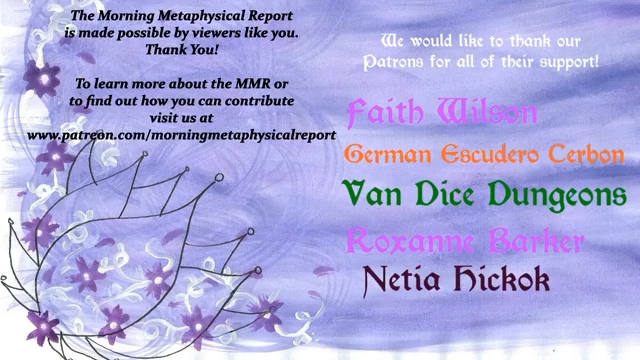 The Morning Metaphysical Report
is made possible by viewers like you.
Thank You!
To learn more about the MMR or
to find out how you can contribute
visit us at
www.patreon.com/morningmetaphysicalreport
We would like to thank our
Patrons for all of their support!
Faith Wilson
German Escudero Cerbon
Van Dice Dungeons
Roxanne Barker
Netia Hickok